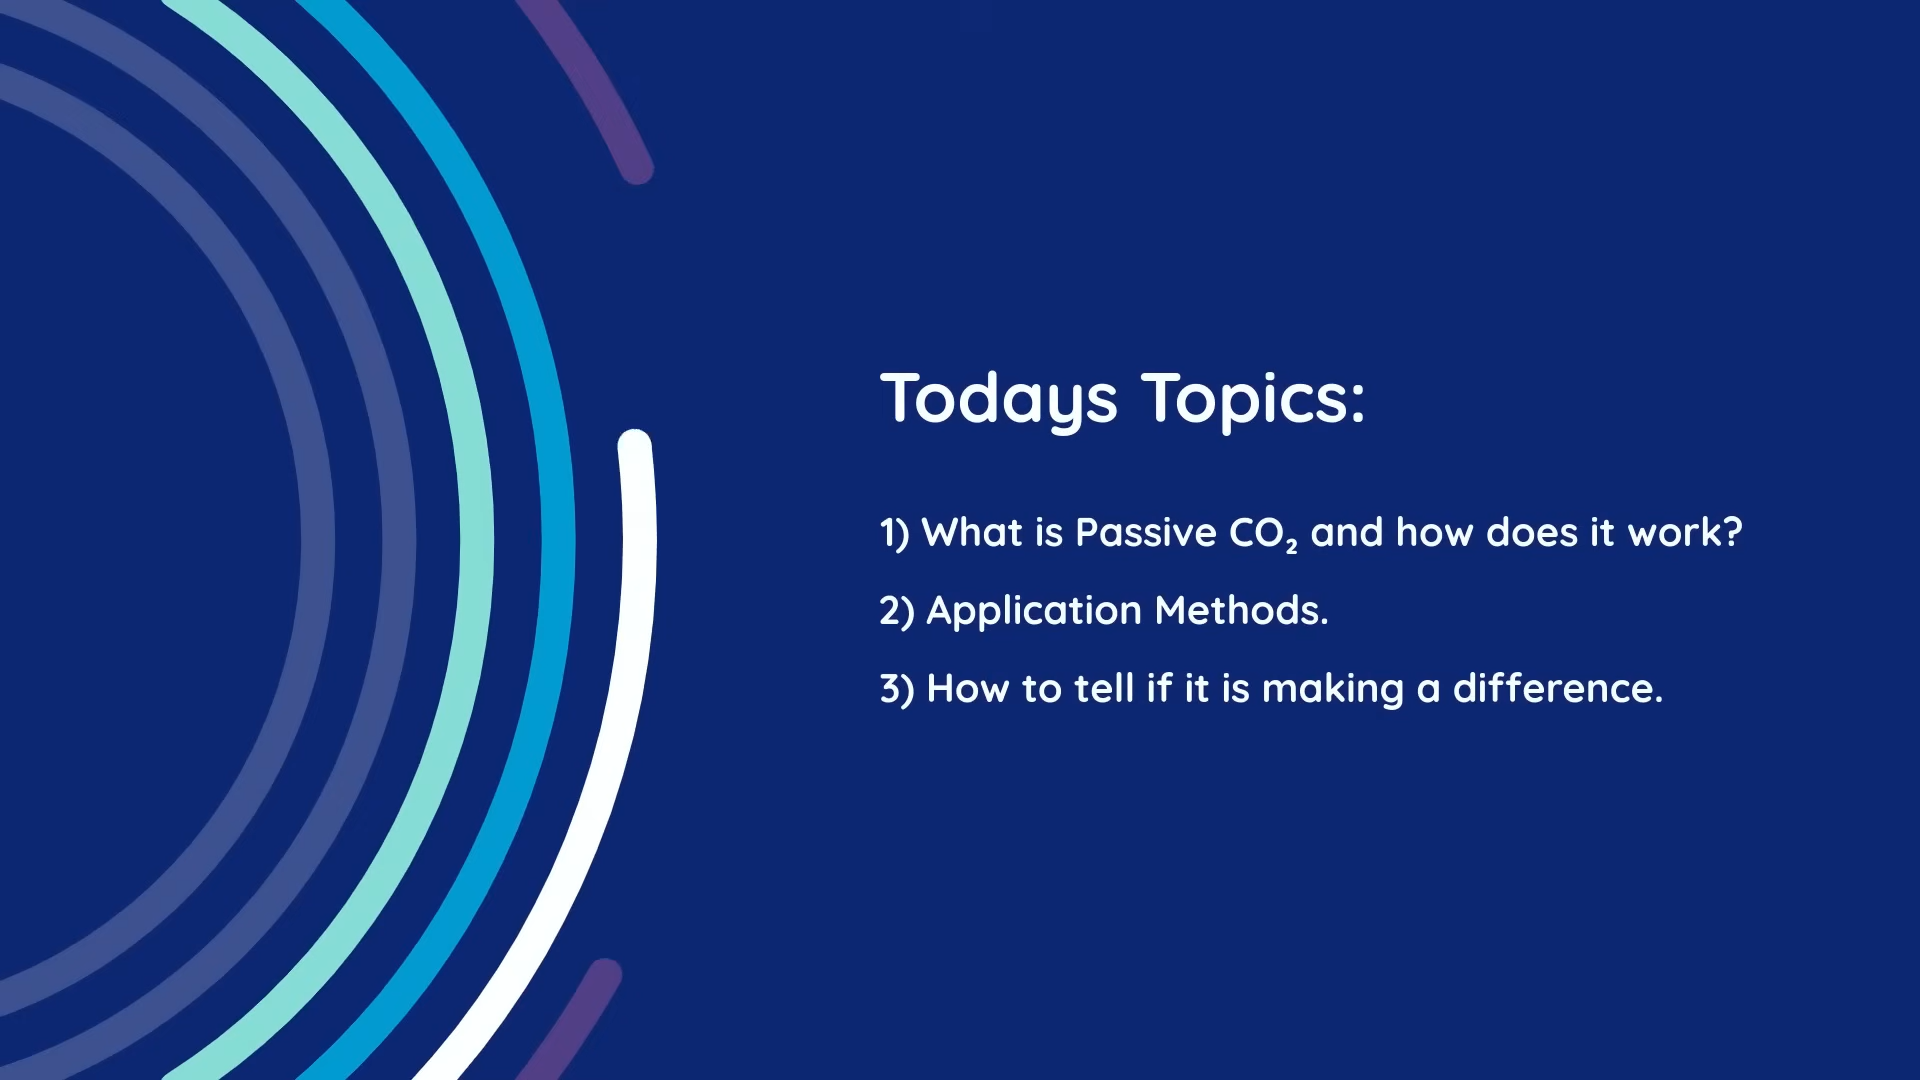 Todays Topics:
1) What is Passive CO₂ and how does it work?
2) Application Methods.
3) How to tell if it is making a difference.